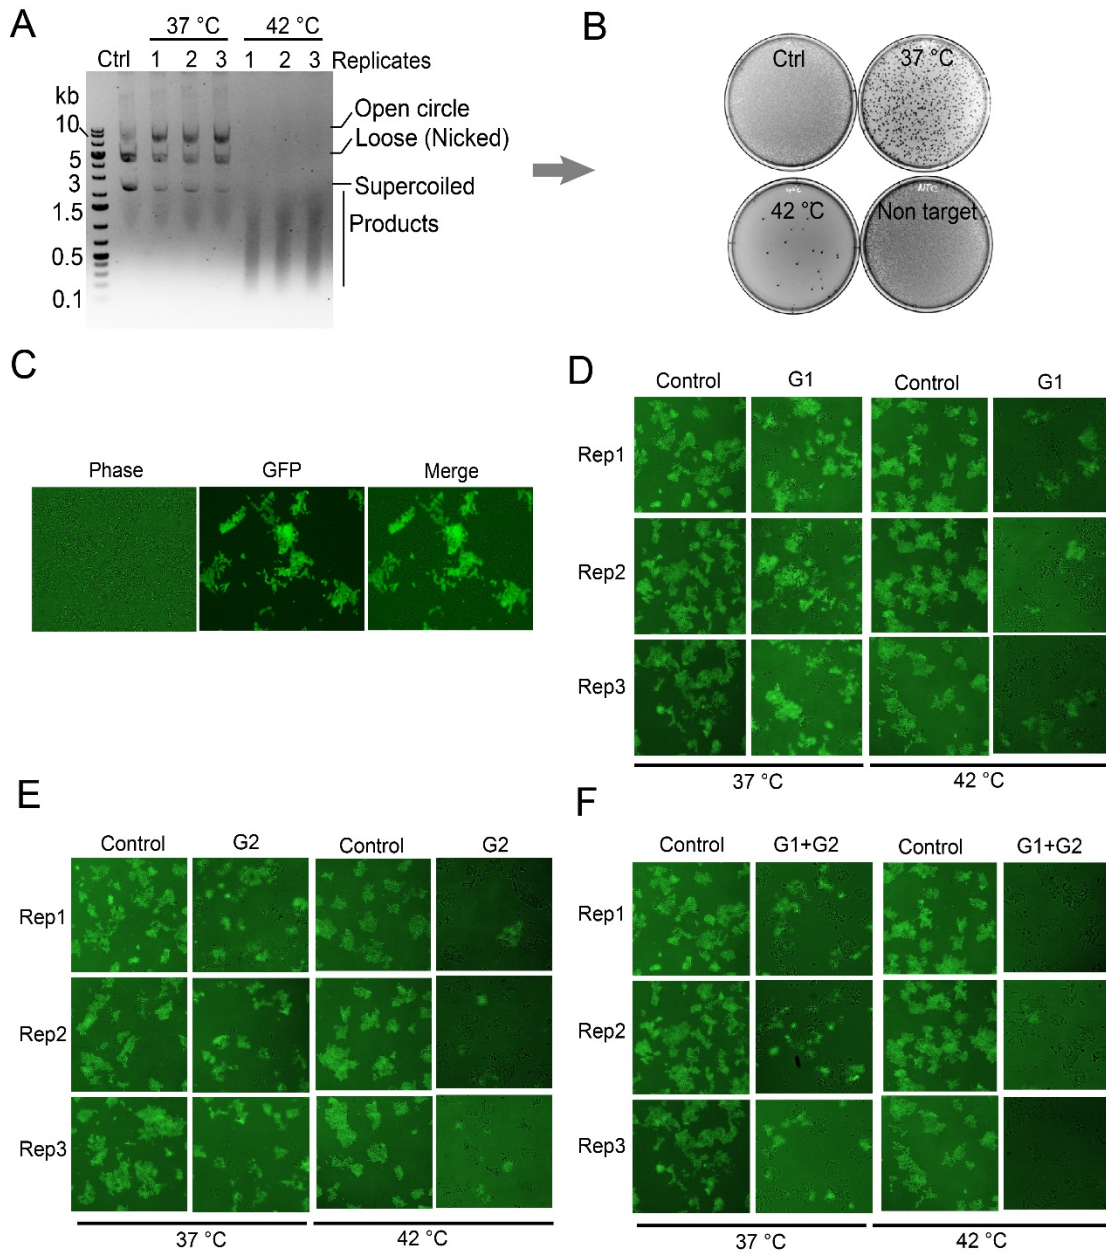 A
37 °C 42 °C
Ctrl 1 2 3 1 2 3 Replicates
kb
10
5
3
1.5
0.5
0.1
Open circle
Loose (Nicked)
Supercoiled
Products
B
Ctrl
37 °C
42 °C
Non target
NTC
C
Phase GFP Merge
D
Control G1 Control G1
Rep1
Rep2
Rep3
37 °C 42 °C
E
Control G2 Control G2
Rep1
Rep2
Rep3
37 °C 42 °C
F
Control G1+G2 Control G1+G2
Rep1
Rep2
Rep3
37 °C 42 °C